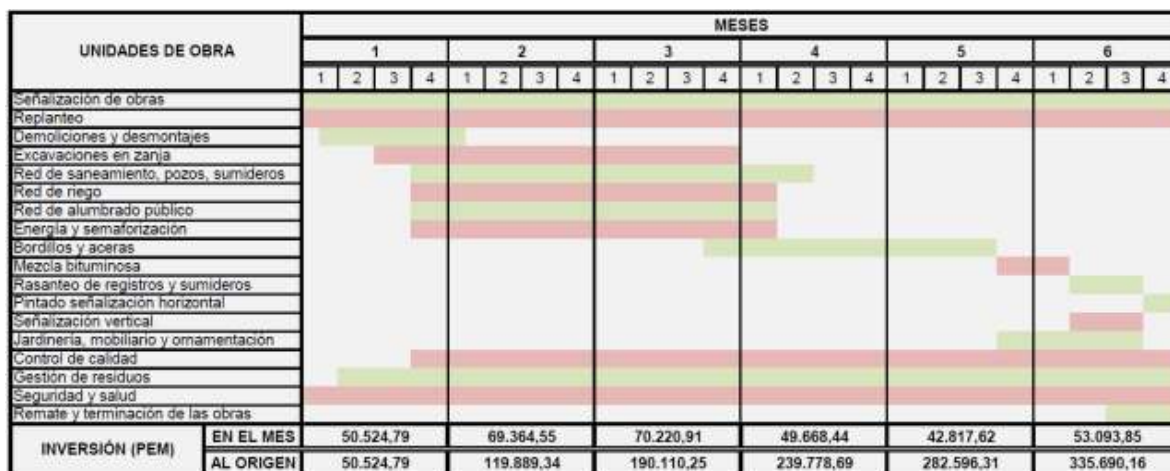 UNIDADES DE OBRA
MESES
1 2 3 4 5 6
1 2 3 4 1 2 3 4 1 2 3 4 1 2 3 4 1 2 3 4 1 2 3 4
Señalización de obras
Replanteo
Demoliciones y desmontajes
Excavaciones en zanja
Red de saneamiento, pozos, sumideros
Red de riego
Red de alumbrado público
Energía y semaforización
Bordillos y aceras
Mezcla bituminosa
Rasanteo de registros y sumideros
Pintado señalización horizontal
Señalización vertical
Jardinería, mobiliario y ornamentación
Control de calidad
Gestión de residuos
Seguridad y salud
Remate y terminación de las obras
INVERSIÓN (PEM)
EN EL MES 50.524,79 69.364,55 70.220,91 49.668,44 42.817,62 53.093,85
AL ORIGEN 50.524,79 119.889,34 190.110,25 239.778,69 282.596,31 335.690,16